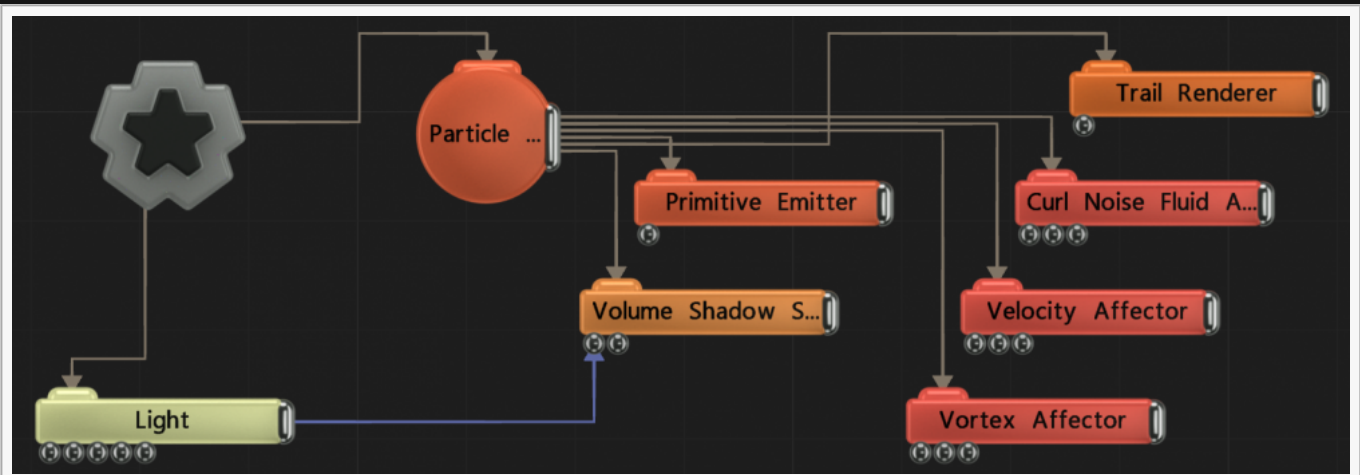 Trail Renderer
Particle ...
Primitive Emitter
Curl Noise Fluid A...
Volume Shadow S...
Velocity Affector
Light
Vortex Affector